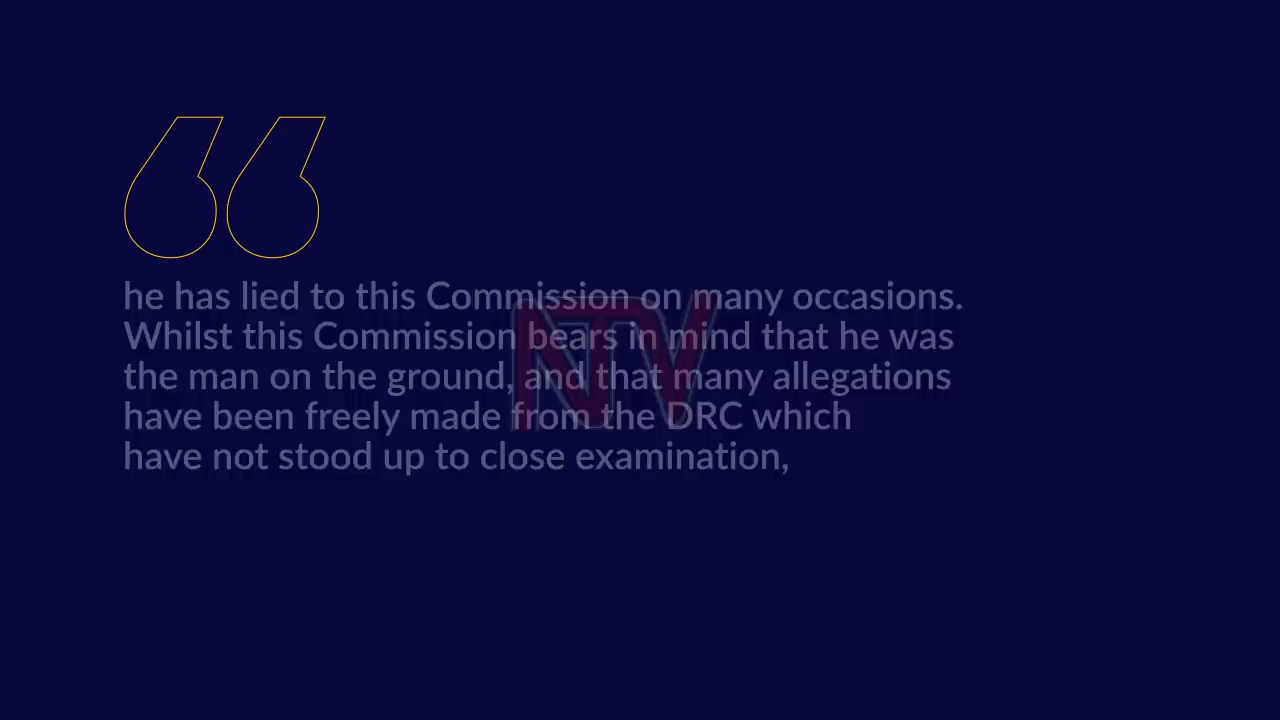 he has lied to this Commission on many occasions.
Whilst this Commission bears in mind that he was
the man on the ground, and that many allegations
have been freely made from the DRC which
have not stood up to close examination,
NTV